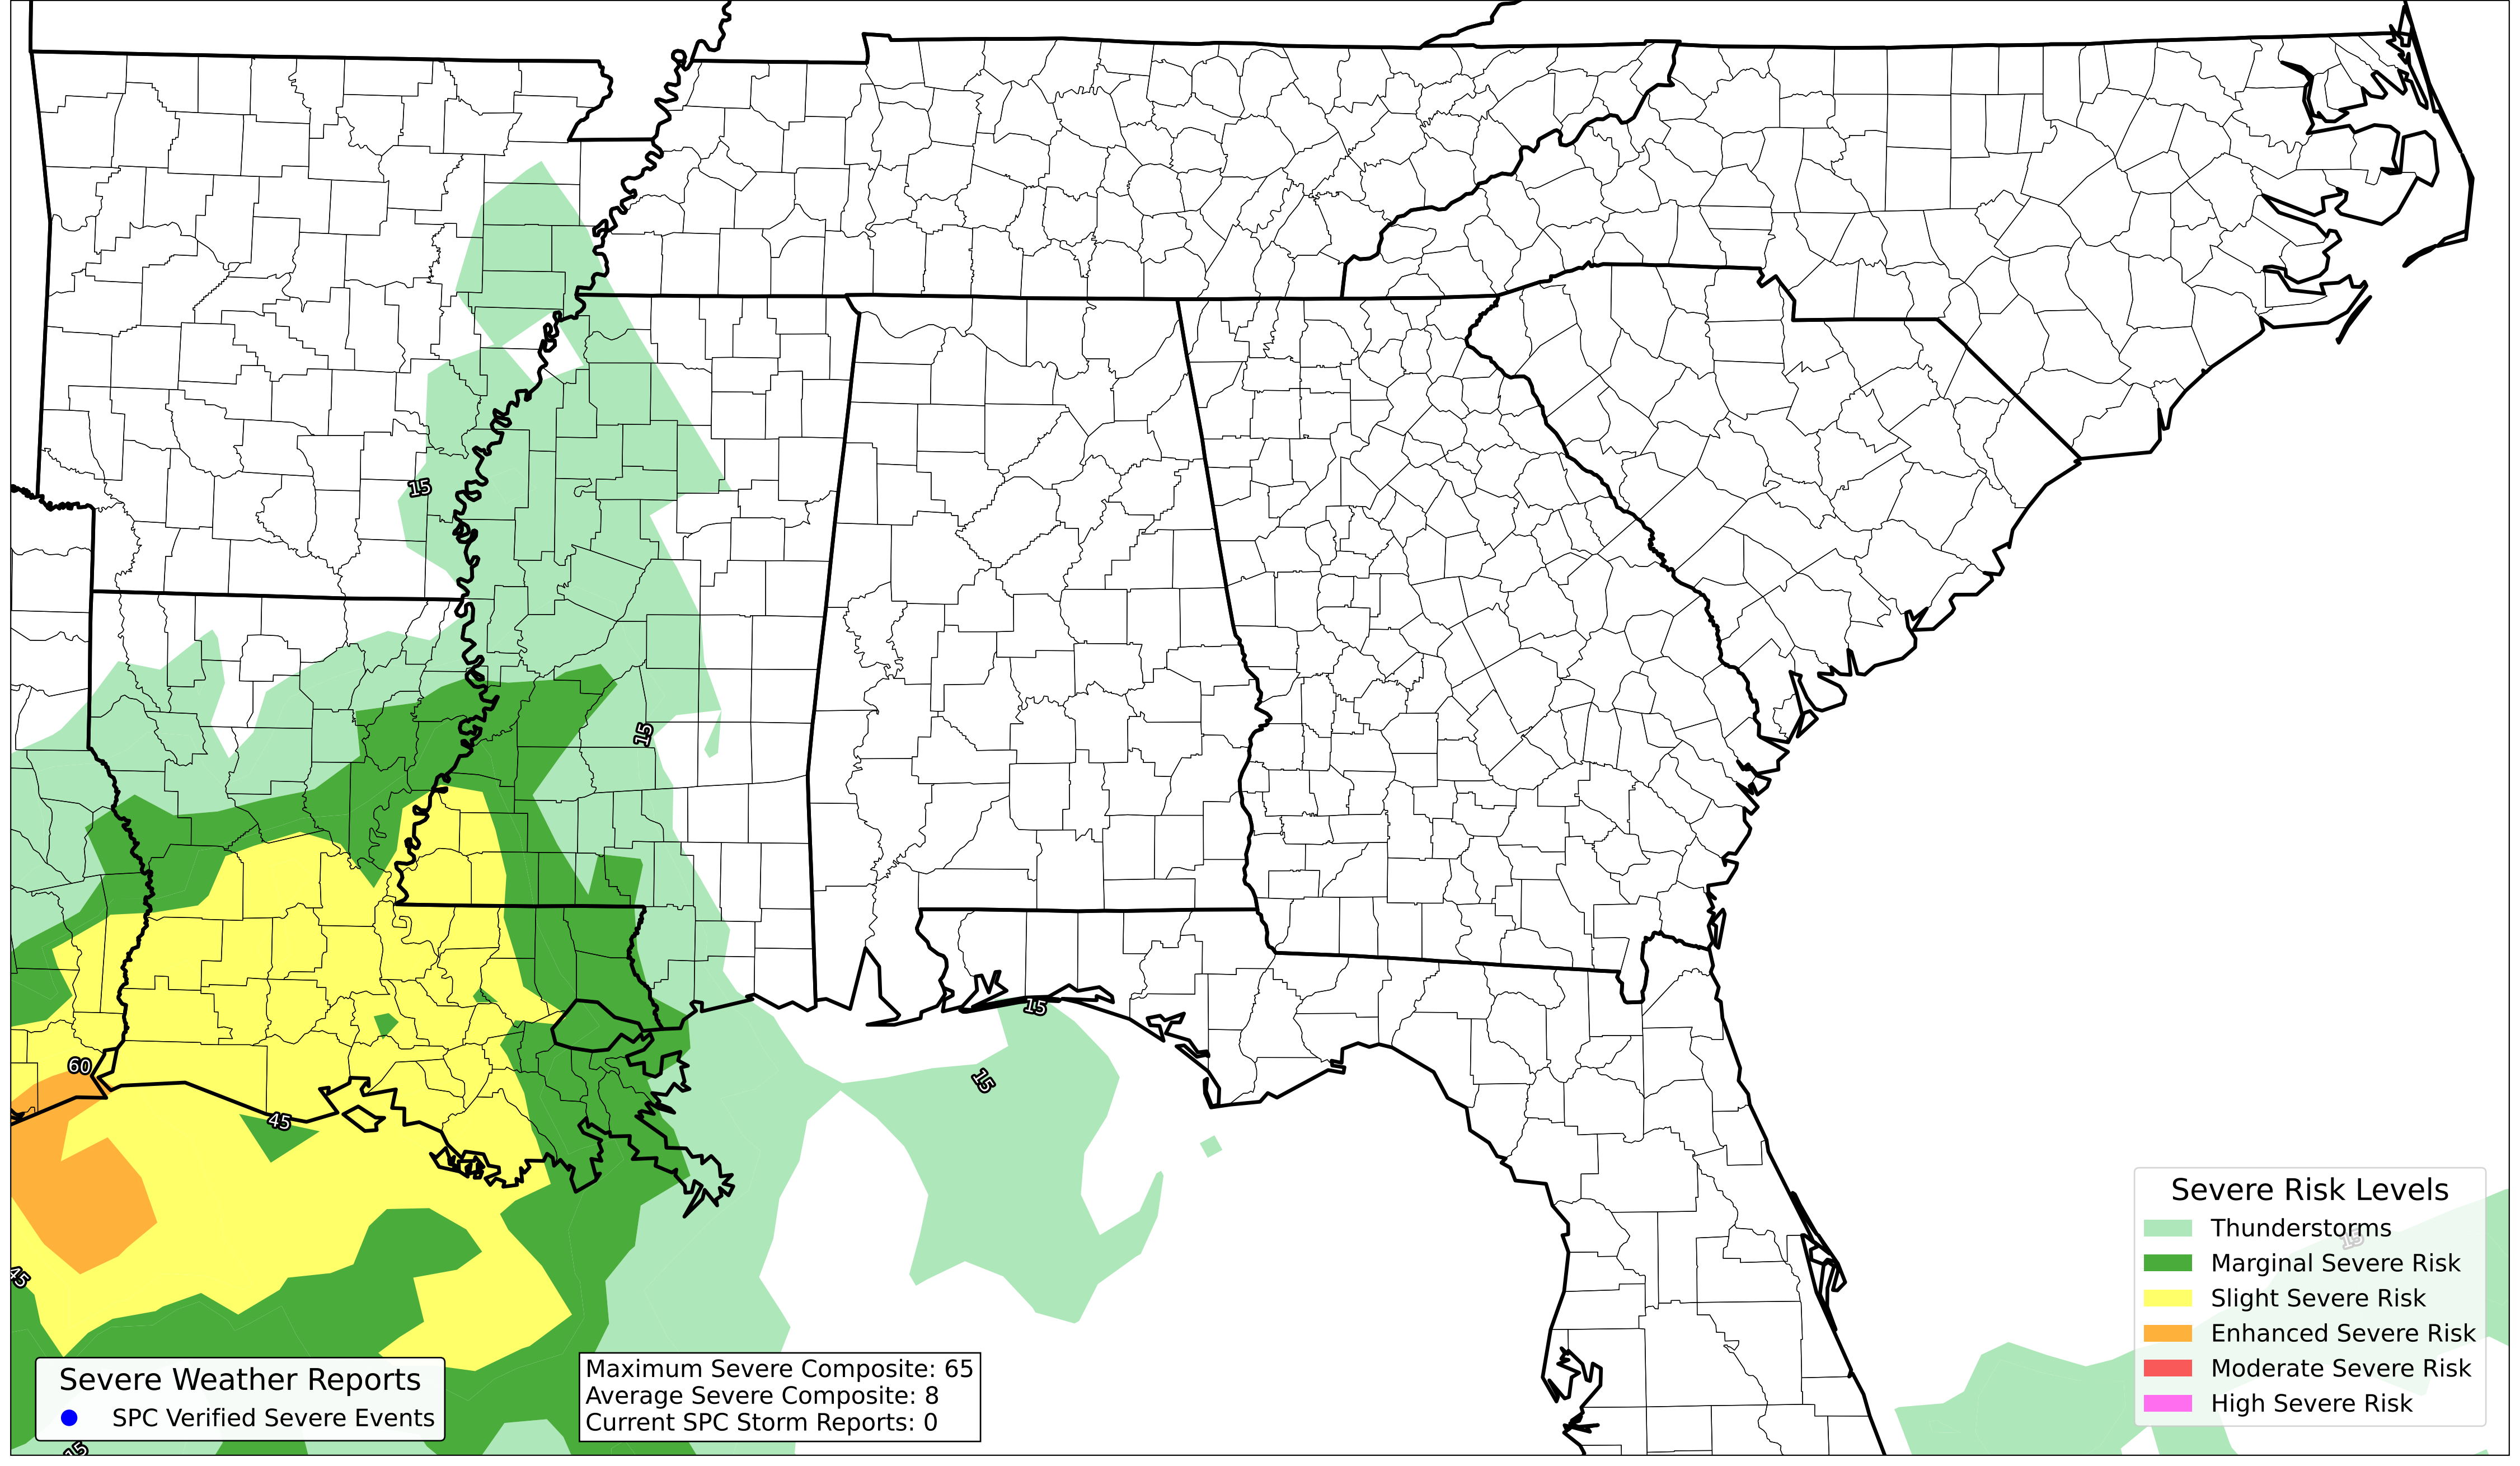 15
15
15
15
60
45
45
15
15
Severe Risk Levels
Thunderstorms
Marginal Severe Risk
Slight Severe Risk
Enhanced Severe Risk
Moderate Severe Risk
High Severe Risk
Severe Weather Reports
SPC Verified Severe Events
Maximum Severe Composite: 65
Average Severe Composite: 8
Current SPC Storm Reports: 0